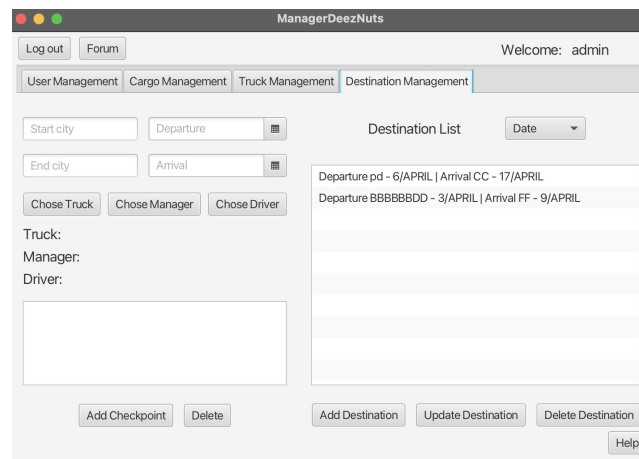 ManagerDeezNuts
Log out Forum Welcome: admin
User Management Cargo Management Truck Management Destination Management
Start city Departure Destination List Date
End city Arrival
Departure pd - 6/APRIL | Arrival CC - 17/APRIL
Departure BBBBBBDD - 3/APRIL | Arrival FF - 9/APRIL
Chose Truck Chose Manager Chose Driver
Truck:
Manager:
Driver:
Add Checkpoint Delete Add Destination Update Destination Delete Destination
Help